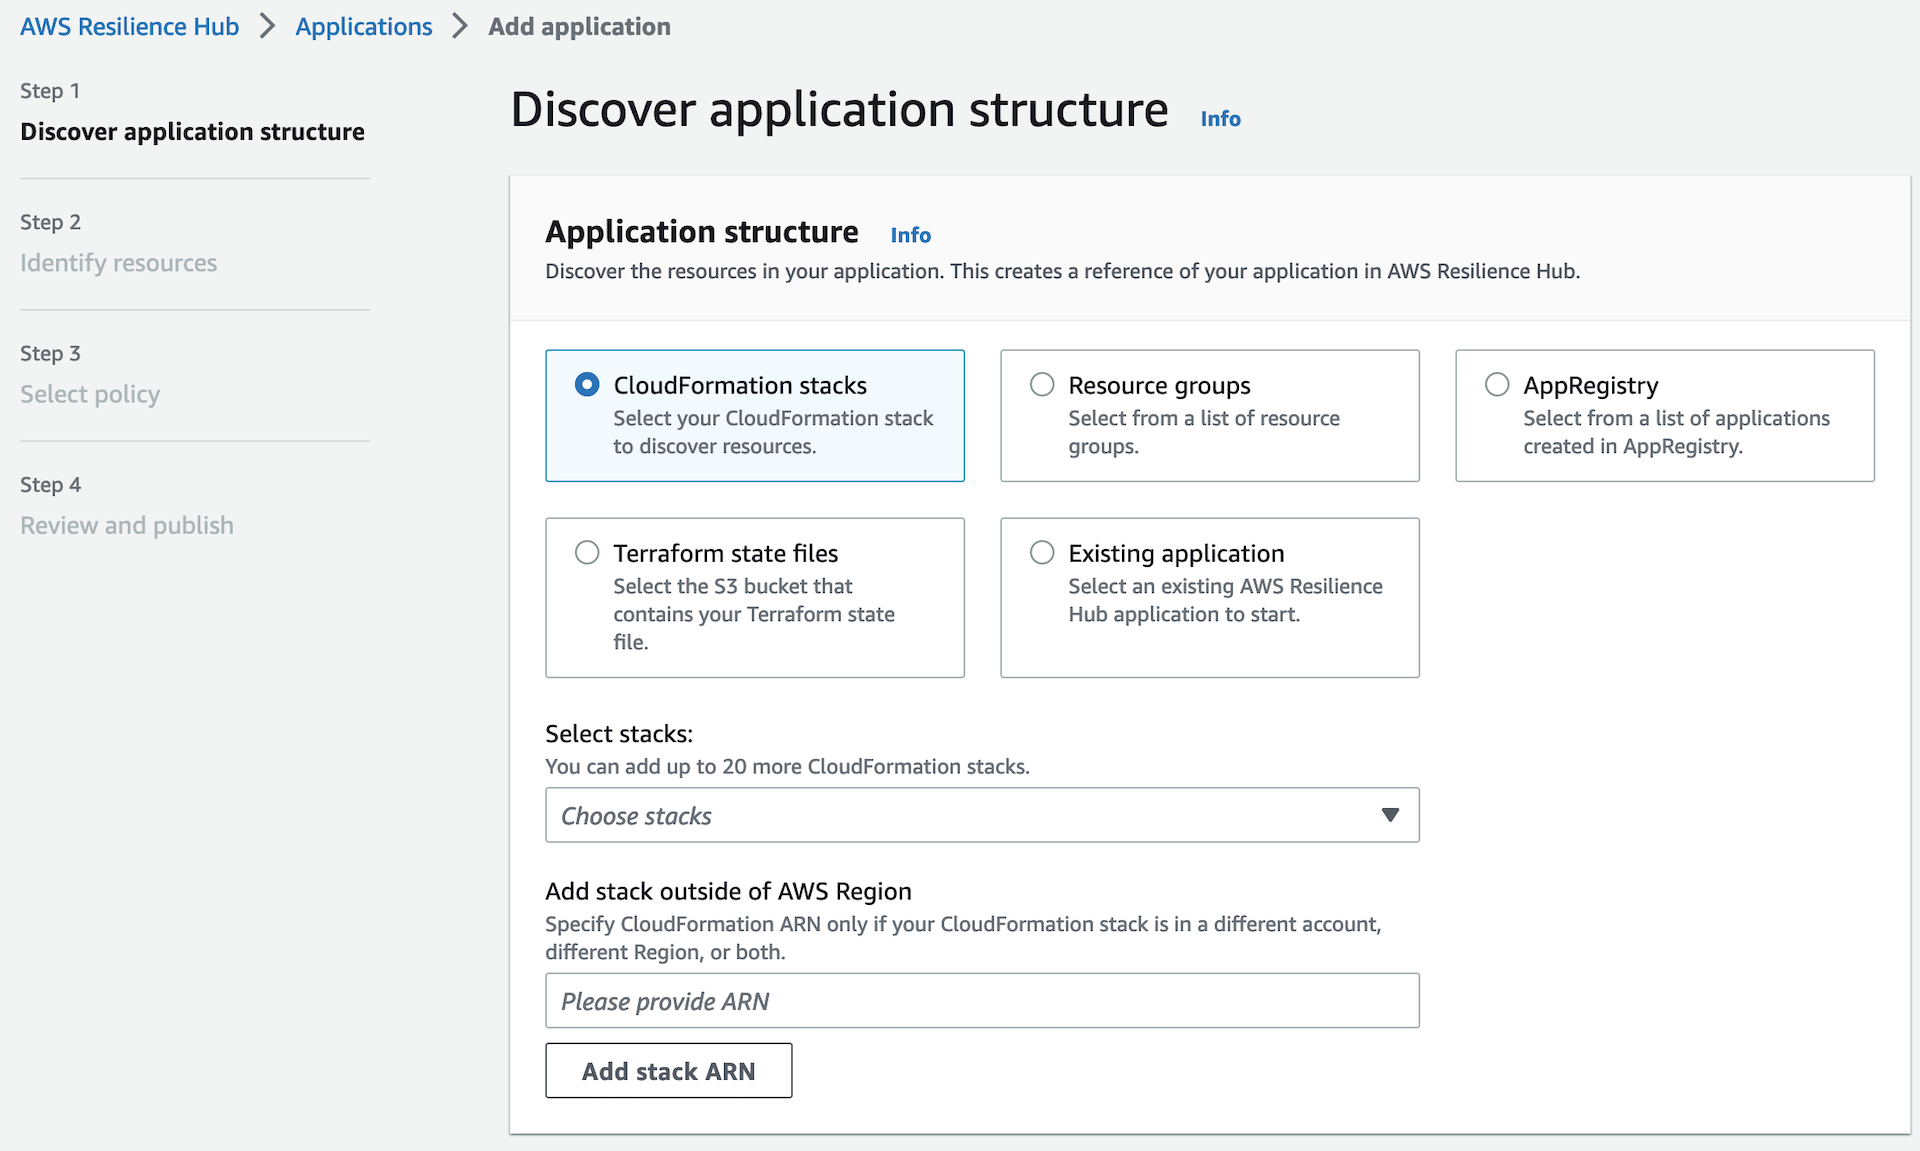 AWS Resilience Hub > Applications > Add application
Step 1
Discover application structure
Step 2
Identify resources
Step 3
Select policy
Step 4
Review and publish
Discover application structure Info
Application structure Info
Discover the resources in your application. This creates a reference of your application in AWS Resilience Hub.
CloudFormation stacks
Select your CloudFormation stack
to discover resources.
Resource groups
Select from a list of resource
groups.
AppRegistry
Select from a list of applications
created in AppRegistry.
Terraform state files
Select the S3 bucket that
contains your Terraform state
file.
Existing application
Select an existing AWS Resilience
Hub application to start.
Select stacks:
You can add up to 20 more CloudFormation stacks.
Choose stacks
Add stack outside of AWS Region
Specify CloudFormation ARN only if your CloudFormation stack is in a different account,
different Region, or both.
Please provide ARN
Add stack ARN